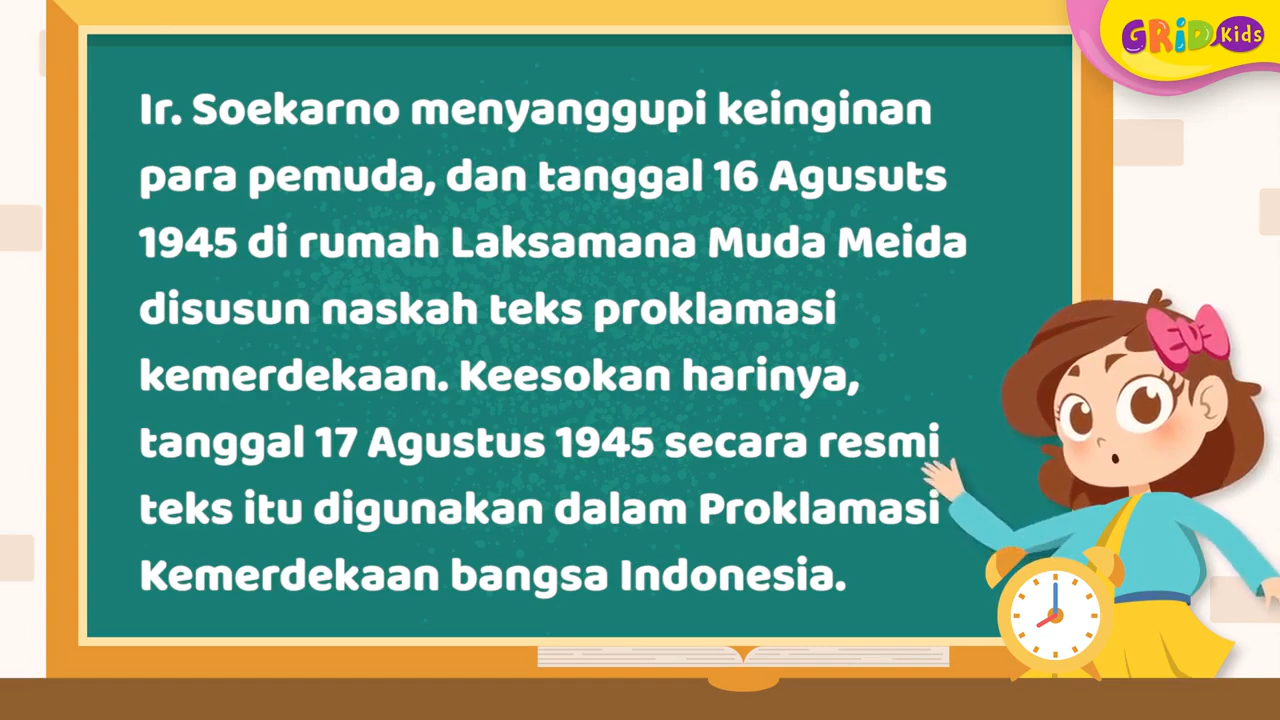 GRiD Kids
Ir. Soekarno menyanggupi keinginan
para pemuda, dan tanggal 16 Agusuts
1945 di rumah Laksamana Muda Meida
disusun naskah teks proklamasi
kemerdekaan. Keesokan harinya,
tanggal 17 Agustus 1945 secara resmi
teks itu digunakan dalam Proklamasi
Kemerdekaan bangsa Indonesia.